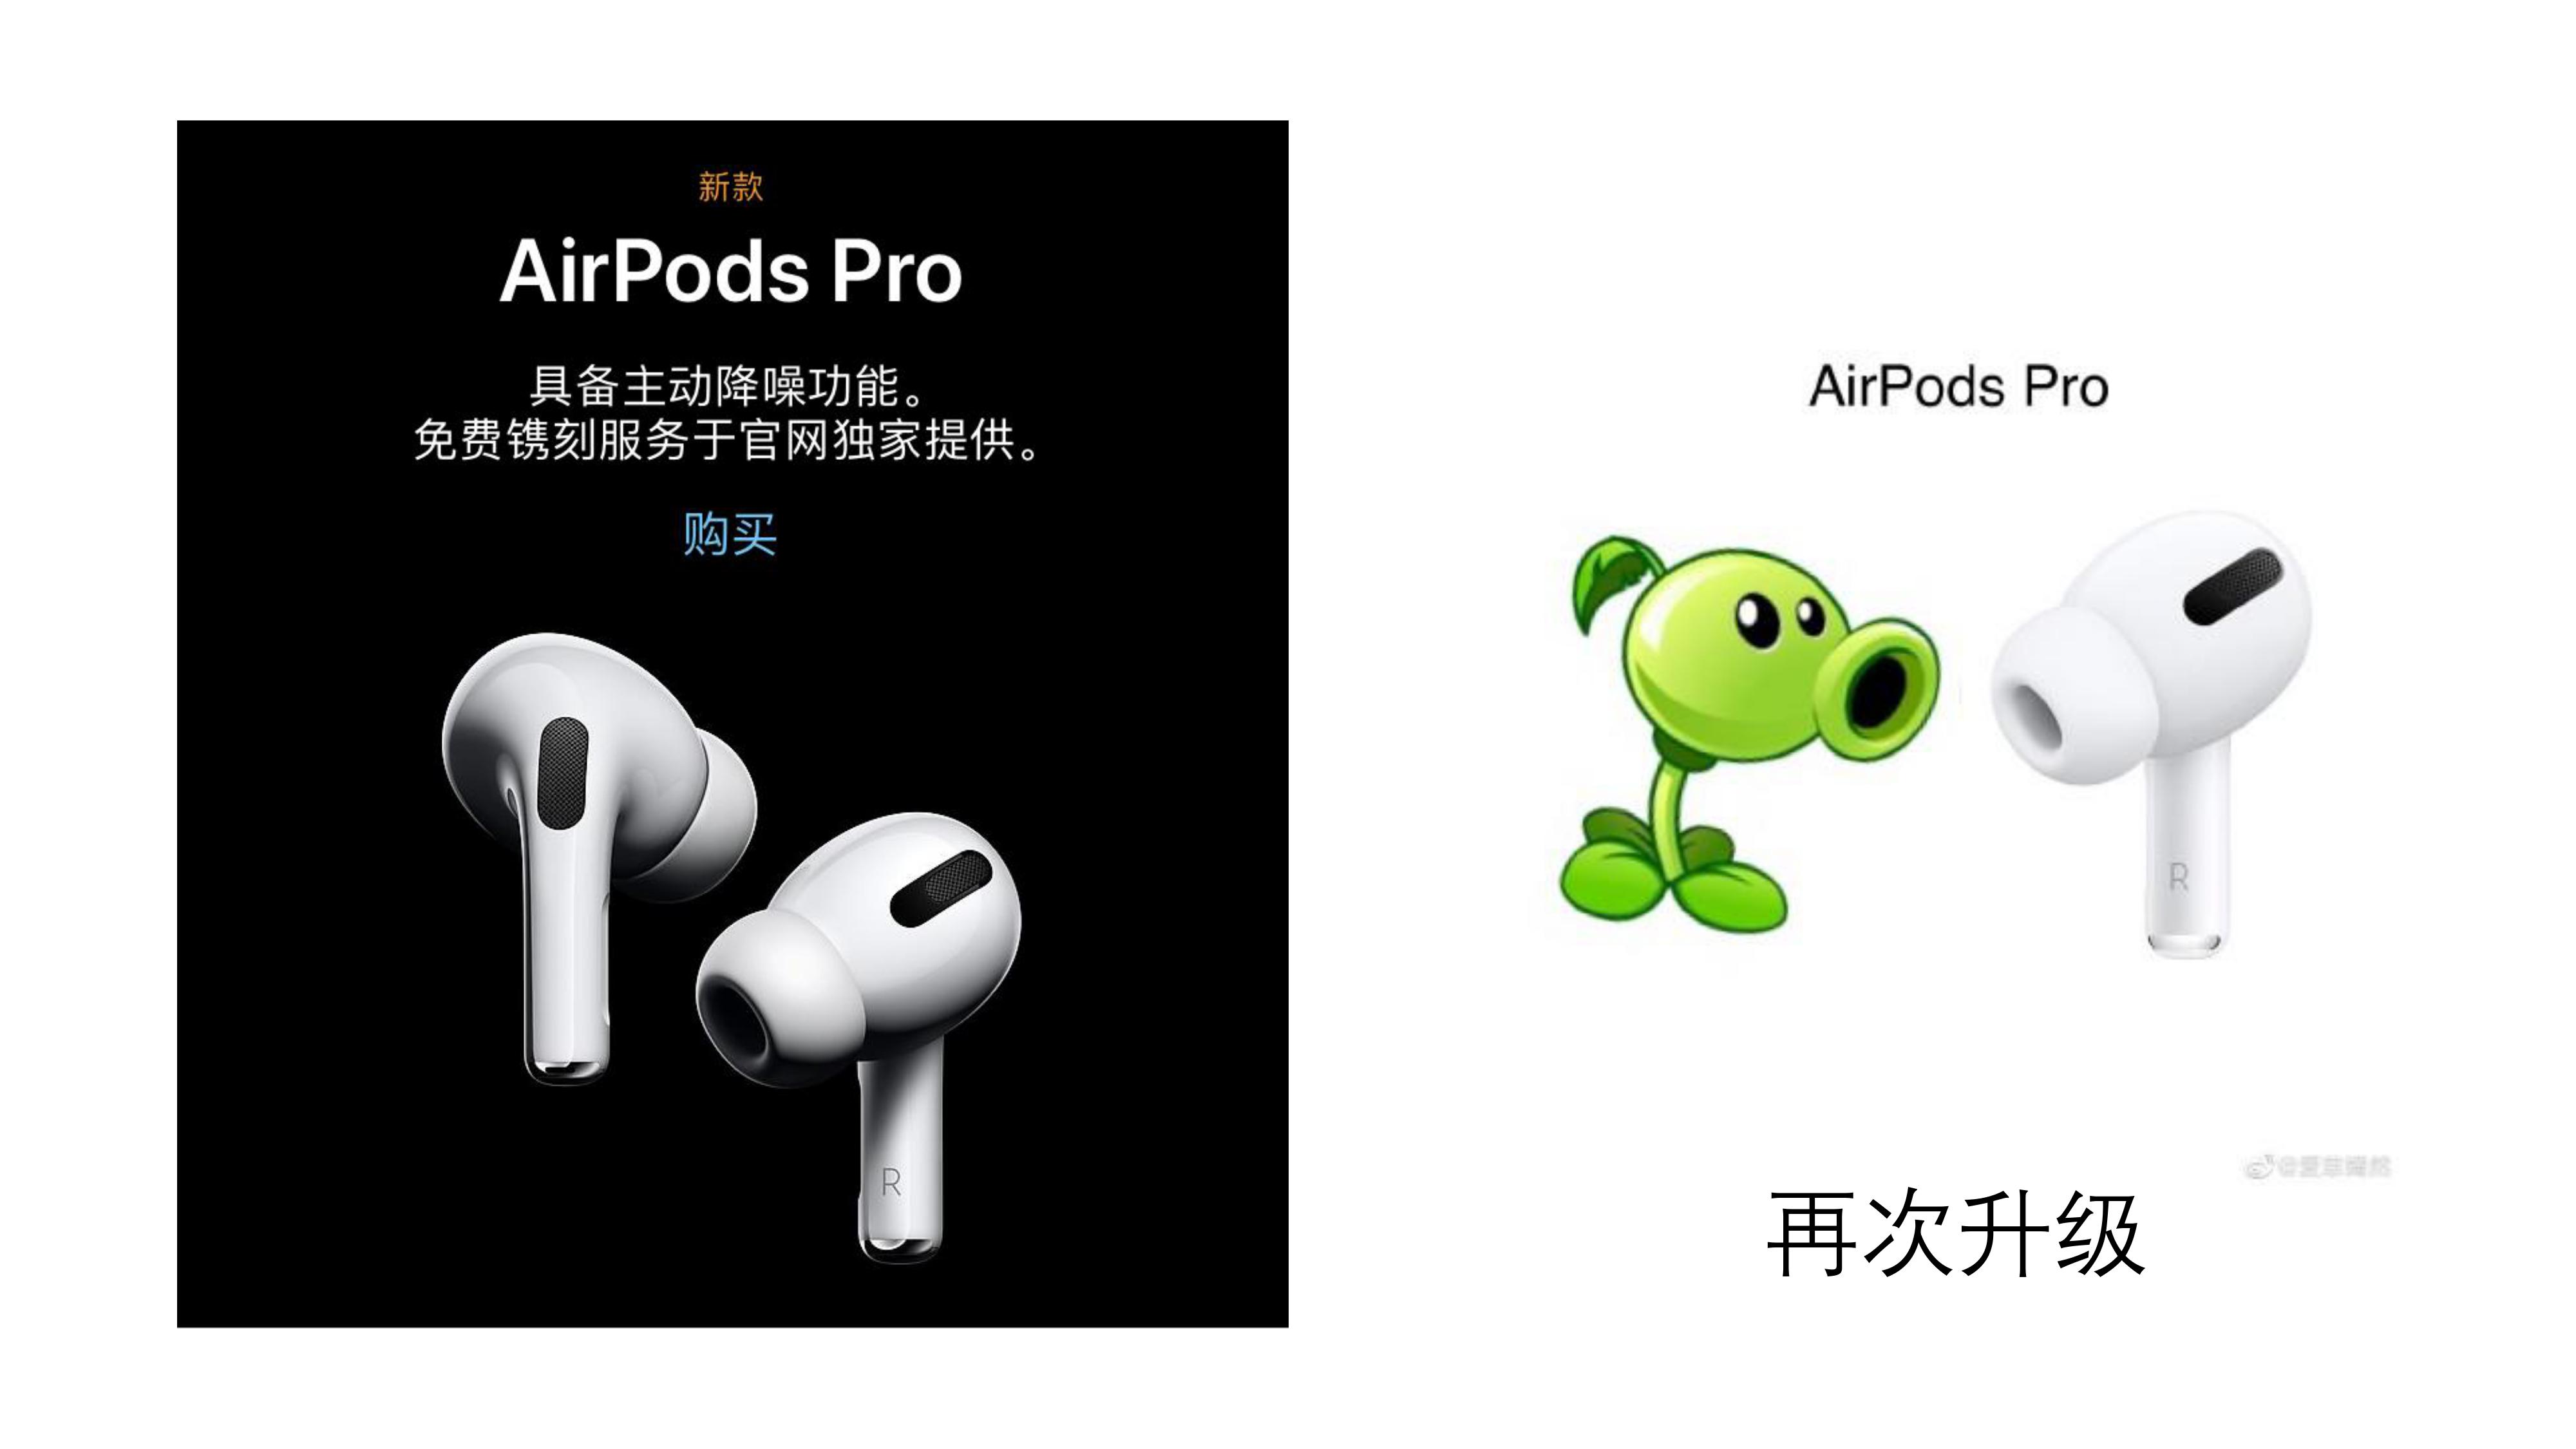 新款
AirPods Pro
具备主动降噪功能。
免费镌刻服务于官网独家提供。
购买
R
AirPods Pro
R
再次升级